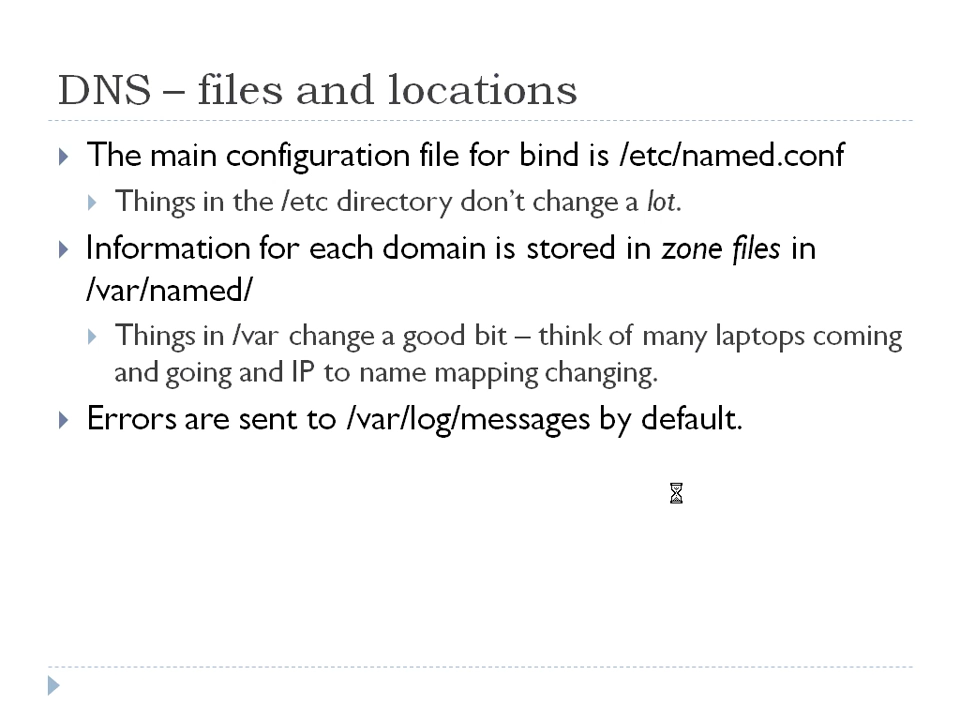 DNS – files and locations
The main configuration file for bind is /etc/named.conf
Things in the /etc directory don’t change a lot.
Information for each domain is stored in zone files in
/var/named/
Things in /var change a good bit – think of many laptops coming
and going and IP to name mapping changing.
Errors are sent to /var/log/messages by default.